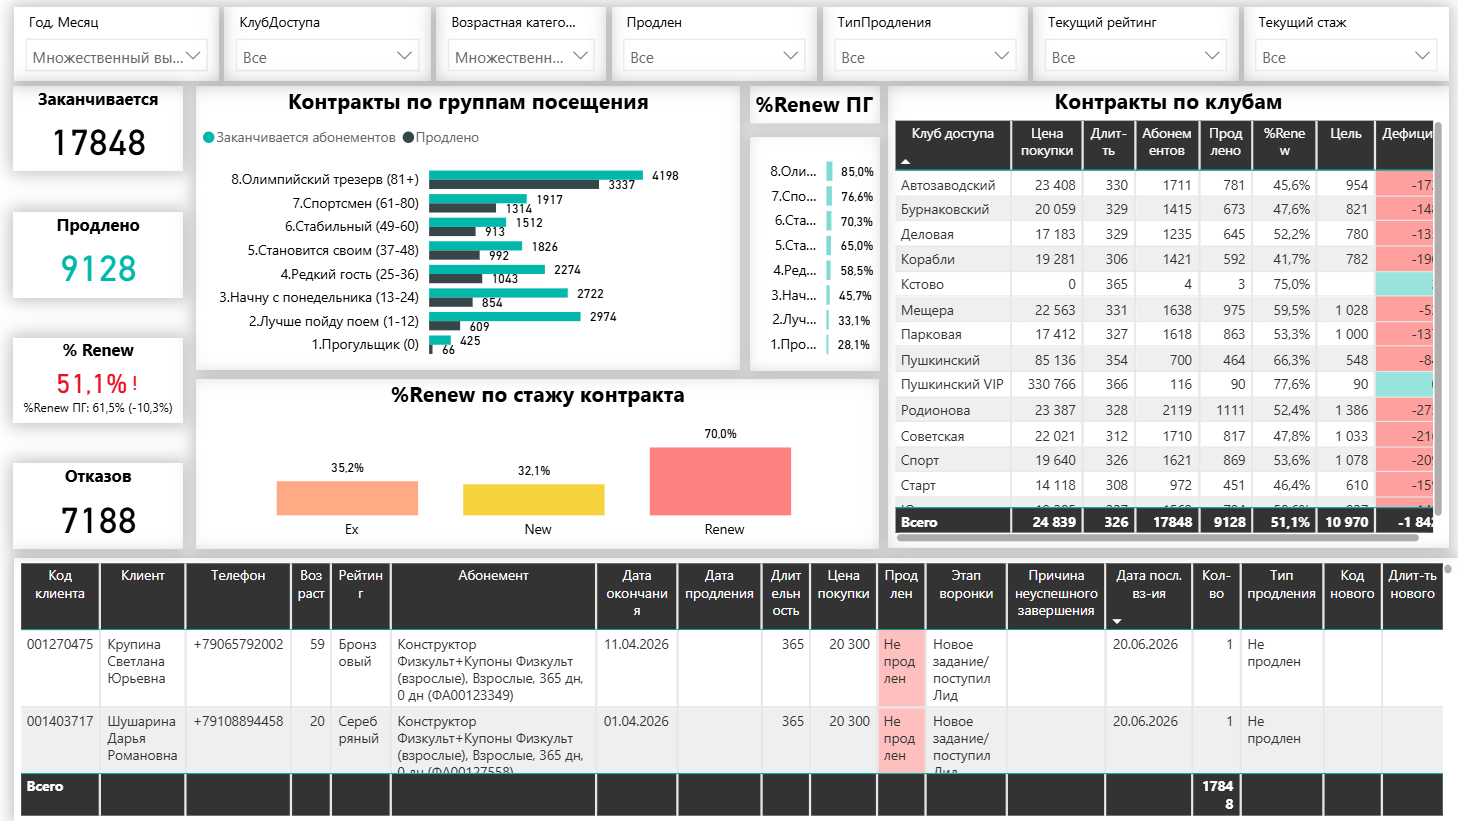 Год, Месяц
Множественный вы...
КлубДоступа
Все
Возрастная катего...
Множественн...
Продлен
Все
ТипПродления
Все
Текущий рейтинг
Все
Текущий стаж
Все
Заканчивается
17848
Продлено
9128
% Renew
51,1% !
%Renew ПГ: 61,5% (-10,3%)
Отказов
7188
Контракты по группам посещения
Заканчивается абонементов Продлено
8.Олимпийский трезерв (81+) 4198 3337
7.Спортсмен (61-80) 1917 1314
6.Стабильный (49-60) 1512 913
5.Становится своим (37-48) 1826 992
4.Редкий гость (25-36) 2274 1043
3.Начну с понедельника (13-24) 2722 854
2.Лучше пойду поем (1-12) 2974 609
1.Прогульщик (0) 425 66
%Renew ПГ
8.Оли... 85,0%
7.Спо... 76,6%
6.Ста... 70,3%
5.Ста... 65,0%
4.Ред... 58,5%
3.Нач... 45,7%
2.Луч... 33,1%
1.Про... 28,1%
%Renew по стажу контракта
35,2% 32,1% 70,0%
Ex New Renew
Контракты по клубам
Клуб доступа Цена покупки Длит-ть Абонементов Продлено %Renew Цель Дефици
Автозаводский 23 408 330 1711 781 45,6% 954
Бурнаковский 20 059 329 1415 673 47,6% 821
Деловая 17 183 329 1235 645 52,2% 780
Корабли 19 281 306 1421 592 41,7% 782
Кстово 0 365 4 3 75,0%
Мещера 22 563 331 1638 975 59,5% 1 028
Парковая 17 412 327 1618 863 53,3% 1 000
Пушкинский 85 136 354 700 464 66,3% 548
Пушкинский VIP 330 766 366 116 90 77,6% 90
Родионова 23 387 328 2119 1111 52,4% 1 386
Советская 22 021 312 1710 817 47,8% 1 033
Спорт 19 640 326 1621 869 53,6% 1 078
Старт 14 118 308 972 451 46,4% 610
Всего 24 839 326 17848 9128 51,1% 10 970 -1 842
Код клиента Клиент Телефон Возраст Рейтинг Абонемент Дата окончания Дата продления Длительность Цена покупки Продлен Этап воронки Причина неуспешного завершения Дата посл. вз-ия Кол-во Тип продления Код нового Длит-ть нового
001270475 Крупина +79065792002 59 Бронз Конструктор 11.04.2026 365 20 300 Не Новое 20.06.2026 1 Не
Светлана овый Физкульт+Купоны Физкульт прод задание/ продлен
Юрьевна (взрослые), Взрослые, 365 дн, лен поступил
0 дн (ФА00123349) Лид
001403717 Шушарина +79108894458 20 Сереб Конструктор 01.04.2026 365 20 300 Не Новое 20.06.2026 1 Не
Дарья ряный Физкульт+Купоны Физкульт прод задание/ продлен
Романовна (взрослые), Взрослые, 365 дн, лен поступил
0 дн (ФА00127558) Лид
Всего 17848